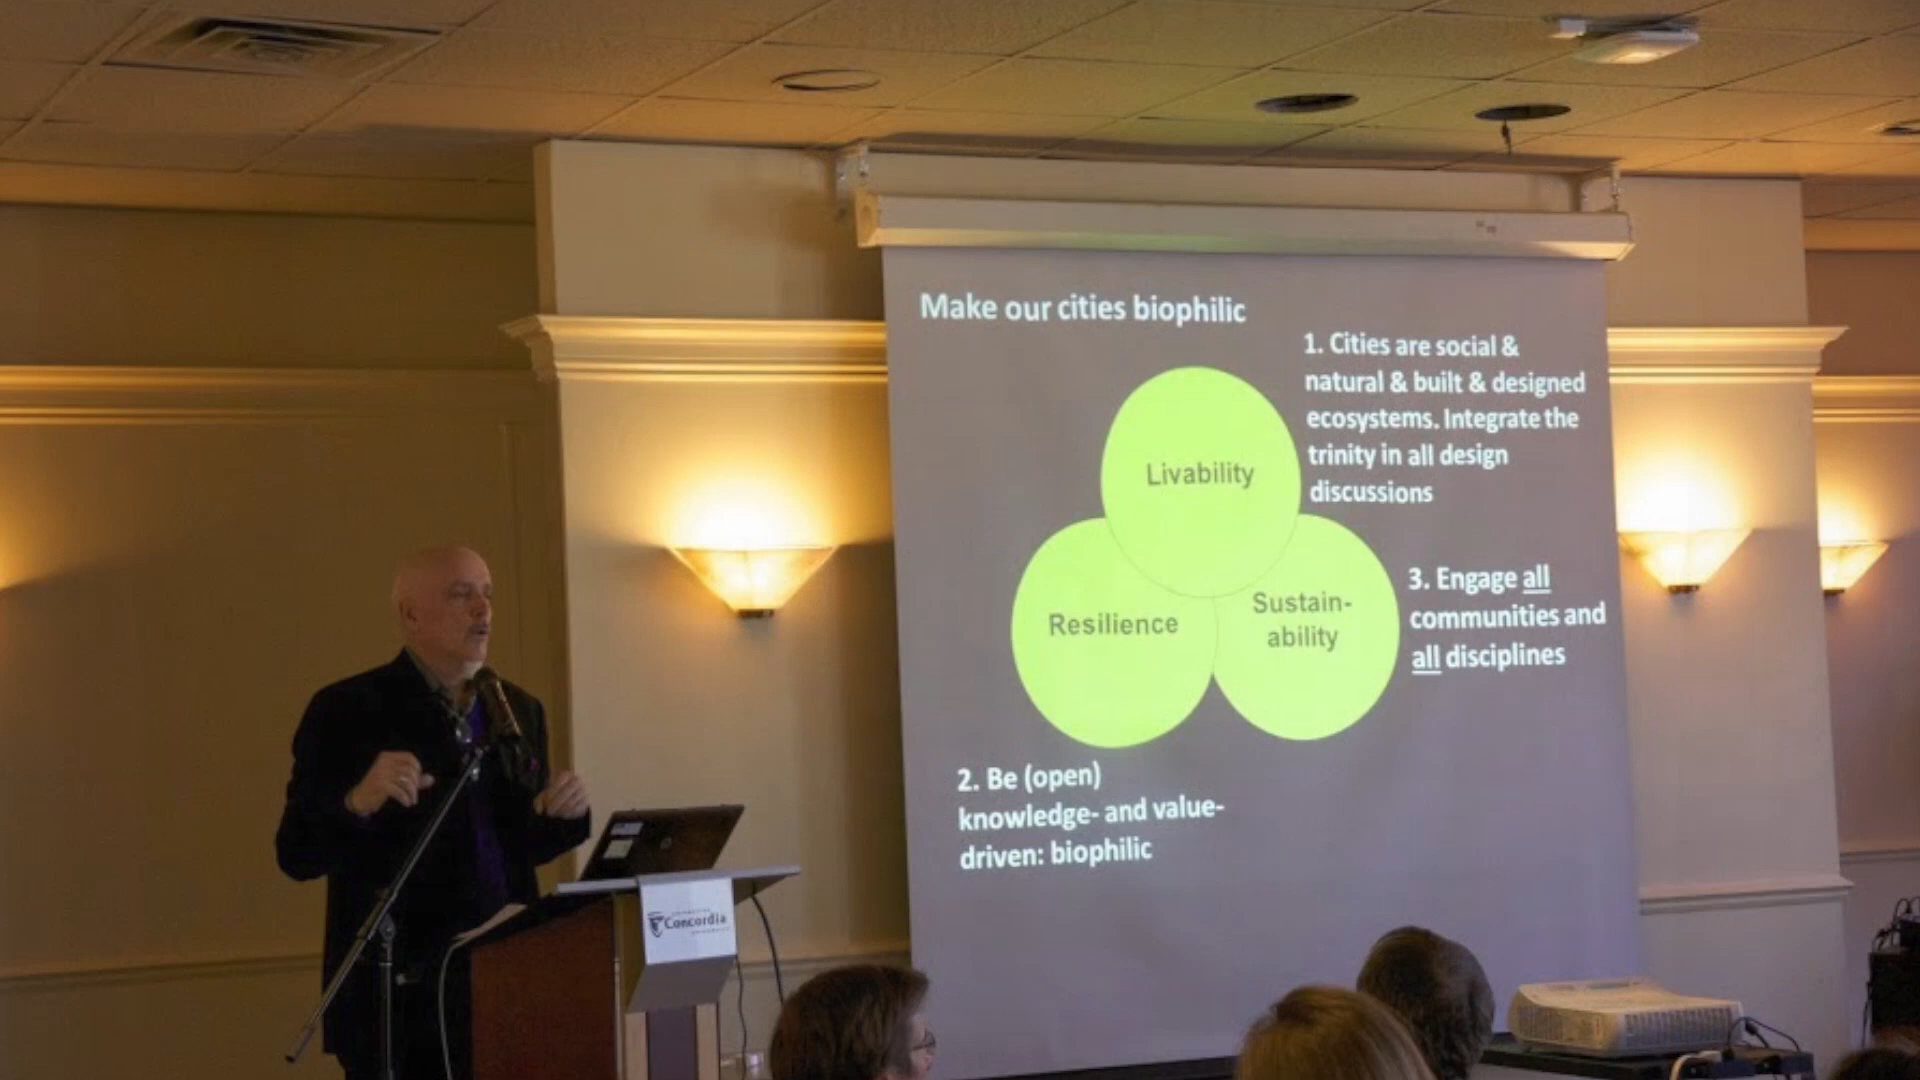 Make our cities biophilic
1. Cities are social &
natural & built & designed
ecosystems. Integrate the
trinity in all design
discussions
Livability
Resilience
Sustain-
ability
3. Engage all
communities and
all disciplines
2. Be (open)
knowledge- and value-
driven: biophilic
Concordia